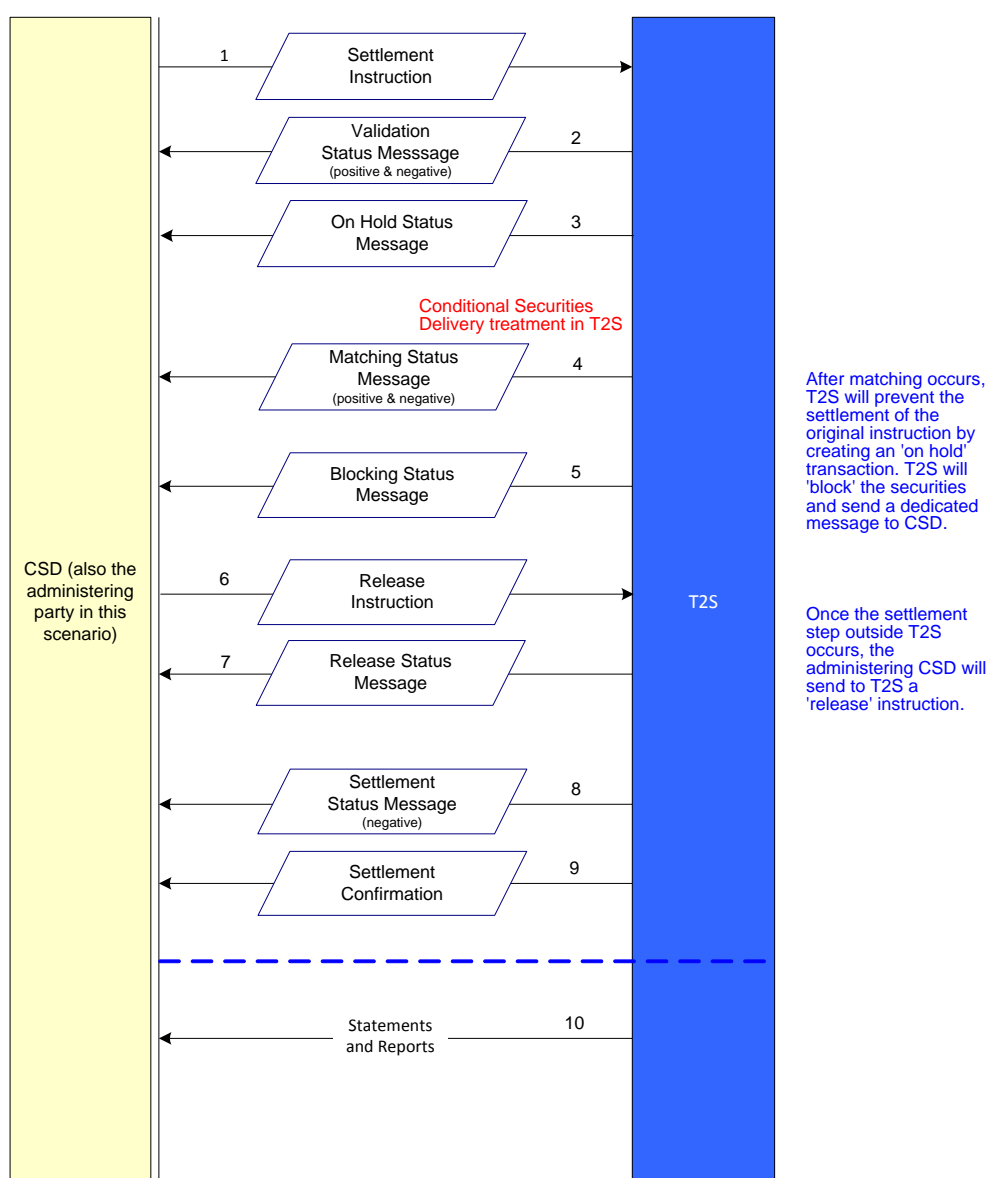 1
Settlement
Instruction
Validation
Status Messsage
(positive & negative)
2
On Hold Status
Message
3
Conditional Securities
Delivery treatment in T2S
Matching Status
Message
(positive & negative)
4
After matching occurs,
T2S will prevent the
settlement of the
original instruction by
creating an 'on hold'
transaction. T2S will
'block' the securities
and send a dedicated
message to CSD.
Blocking Status
Message
5
CSD (also the
administering
party in this
scenario)
6
Release
Instruction
T2S
Once the settlement
step outside T2S
occurs, the
administering CSD will
send to T2S a
'release' instruction.
7
Release Status
Message
Settlement
Status Message
(negative)
8
Settlement
Confirmation
9
Statements
and Reports
10